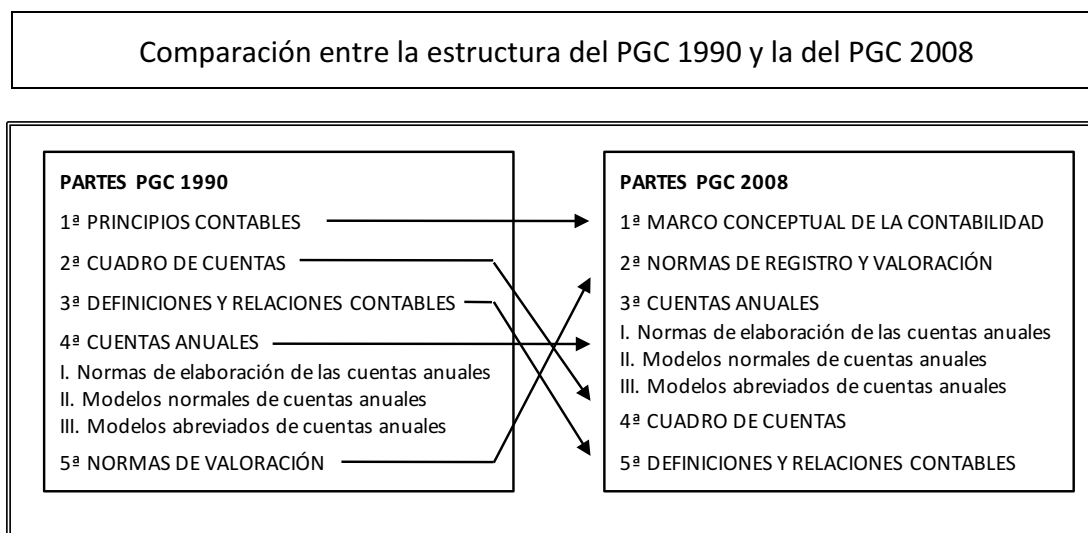 Comparación entre la estructura del PGC 1990 y la del PGC 2008
PARTES PGC 1990
1ª PRINCIPIOS CONTABLES
2ª CUADRO DE CUENTAS
3ª DEFINICIONES Y RELACIONES CONTABLES
4ª CUENTAS ANUALES
I. Normas de elaboración de las cuentas anuales
II. Modelos normales de cuentas anuales
III. Modelos abreviados de cuentas anuales
5ª NORMAS DE VALORACIÓN
PARTES PGC 2008
1ª MARCO CONCEPTUAL DE LA CONTABILIDAD
2ª NORMAS DE REGISTRO Y VALORACIÓN
3ª CUENTAS ANUALES
I. Normas de elaboración de las cuentas anuales
II. Modelos normales de cuentas anuales
III. Modelos abreviados de cuentas anuales
4ª CUADRO DE CUENTAS
5ª DEFINICIONES Y RELACIONES CONTABLES